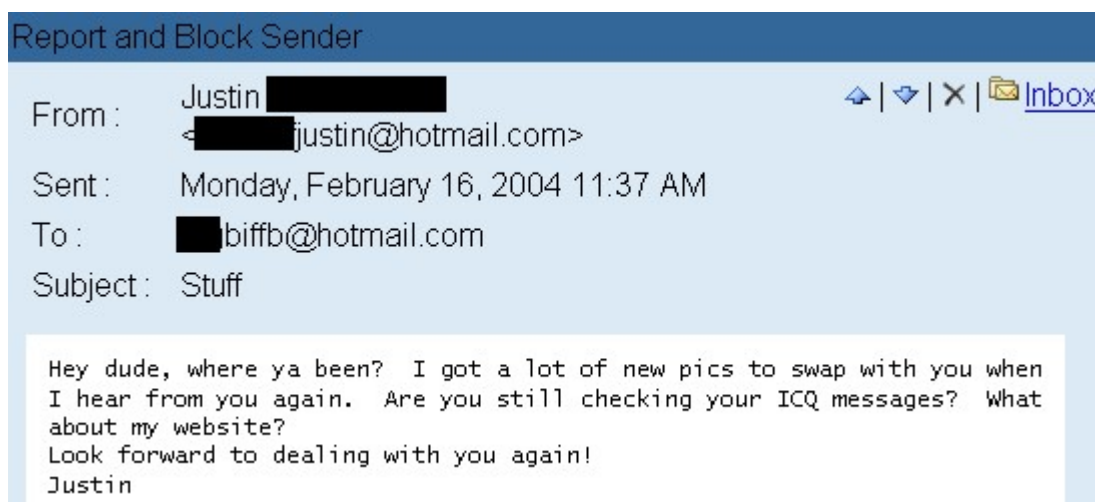 Report and Block Sender
From : Justin
<justin@hotmail.com>
| | X | Inbox
Sent : Monday, February 16, 2004 11:37 AM
To : biffb@hotmail.com
Subject : Stuff
Hey dude, where ya been?  I got a lot of new pics to swap with you when
I hear from you again.  Are you still checking your ICQ messages?  What
about my website?
Look forward to dealing with you again!
Justin